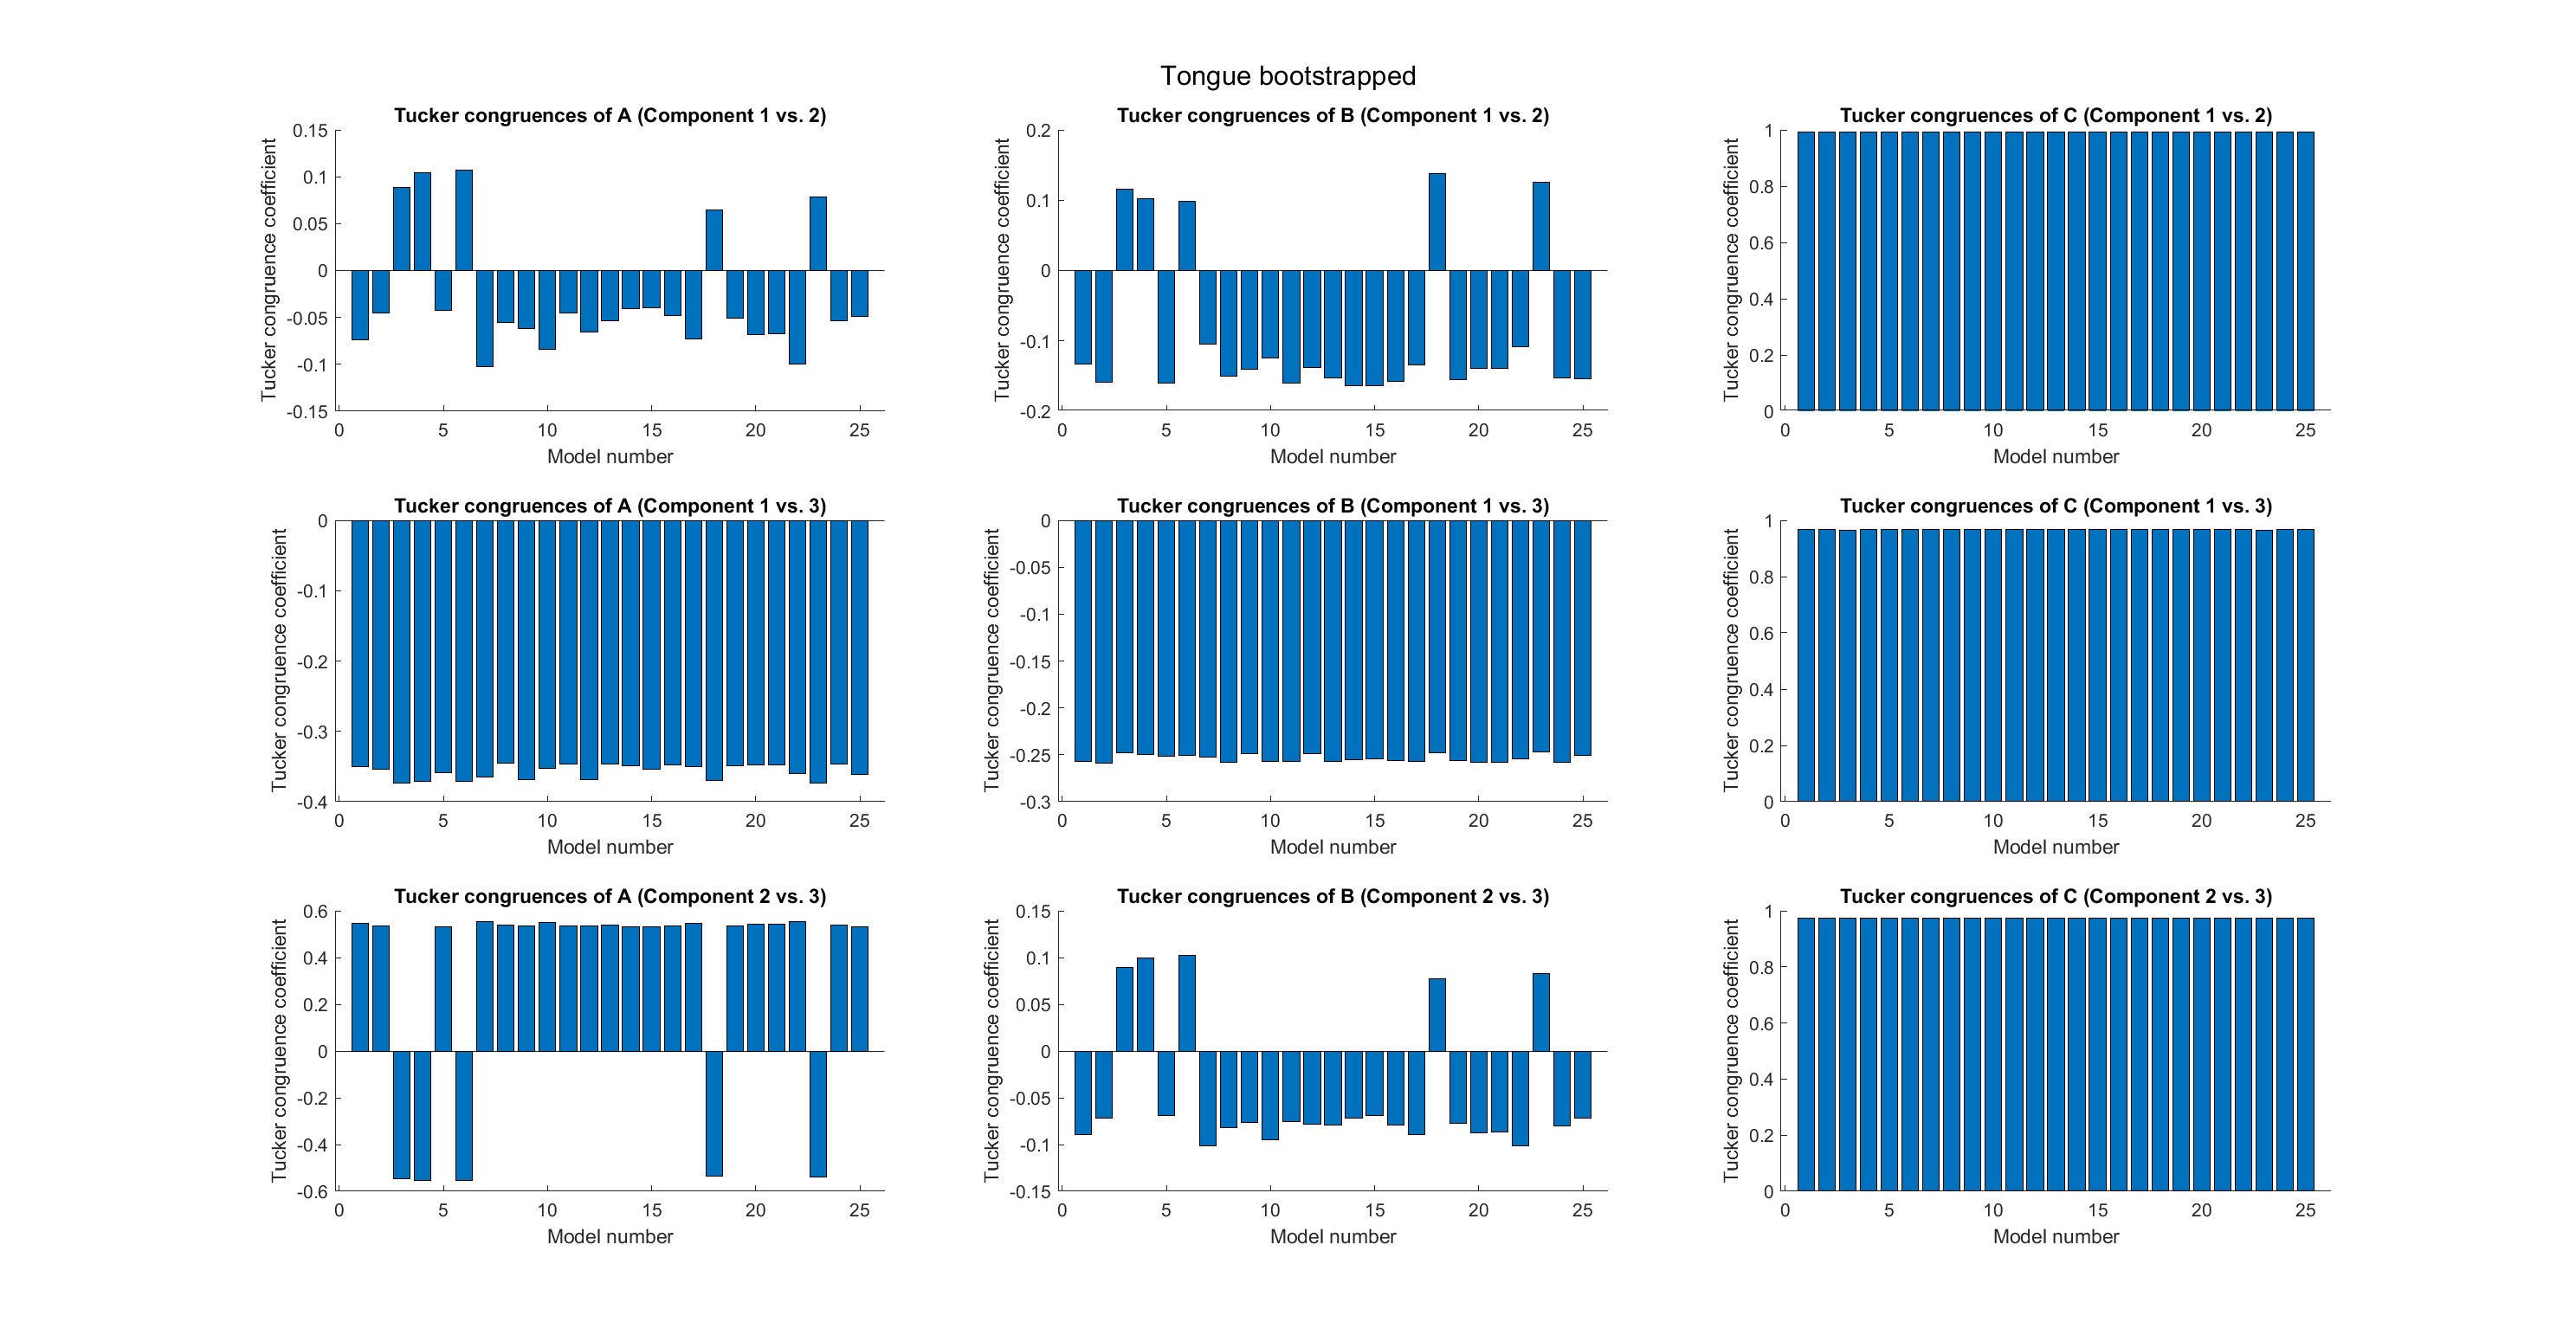 Tongue bootstrapped
Tucker congruences of A (Component 1 vs. 2)
Tucker congruence coefficient
0.15
0.1
0.05
0
-0.05
-0.1
-0.15
0 5 10 15 20 25
Model number
Tucker congruences of B (Component 1 vs. 2)
Tucker congruence coefficient
0.2
0.1
0
-0.1
-0.2
0 5 10 15 20 25
Model number
Tucker congruences of C (Component 1 vs. 2)
Tucker congruence coefficient
1
0.8
0.6
0.4
0.2
0
0 5 10 15 20 25
Model number
Tucker congruences of A (Component 1 vs. 3)
Tucker congruence coefficient
0
-0.1
-0.2
-0.3
-0.4
0 5 10 15 20 25
Model number
Tucker congruences of B (Component 1 vs. 3)
Tucker congruence coefficient
0
-0.05
-0.1
-0.15
-0.2
-0.25
-0.3
0 5 10 15 20 25
Model number
Tucker congruences of C (Component 1 vs. 3)
Tucker congruence coefficient
1
0.8
0.6
0.4
0.2
0
0 5 10 15 20 25
Model number
Tucker congruences of A (Component 2 vs. 3)
Tucker congruence coefficient
0.6
0.4
0.2
0
-0.2
-0.4
-0.6
0 5 10 15 20 25
Model number
Tucker congruences of B (Component 2 vs. 3)
Tucker congruence coefficient
0.15
0.1
0.05
0
-0.05
-0.1
-0.15
0 5 10 15 20 25
Model number
Tucker congruences of C (Component 2 vs. 3)
Tucker congruence coefficient
1
0.8
0.6
0.4
0.2
0
0 5 10 15 20 25
Model number